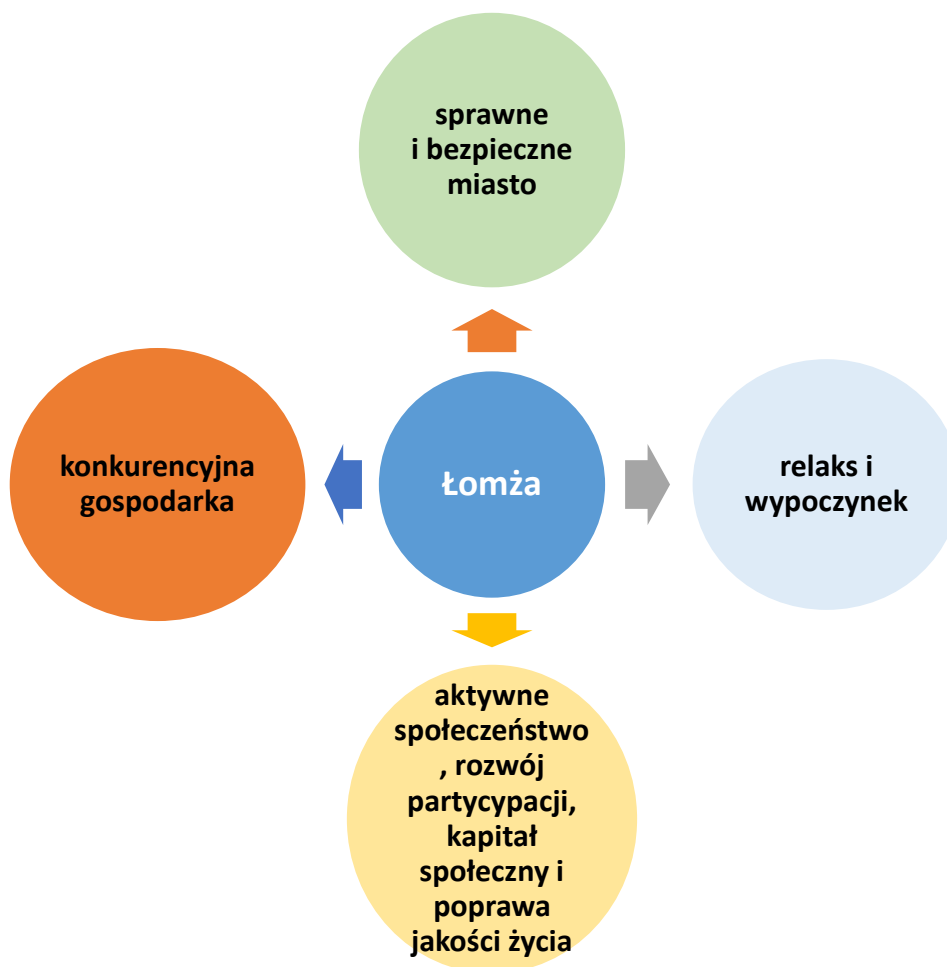 sprawne
i bezpieczne
miasto
konkurencyjna
gospodarka
Łomża
relaks i
wypoczynek
aktywne
społeczeństwo
, rozwój
partycypacji,
kapitał
społeczny i
poprawa
jakości życia